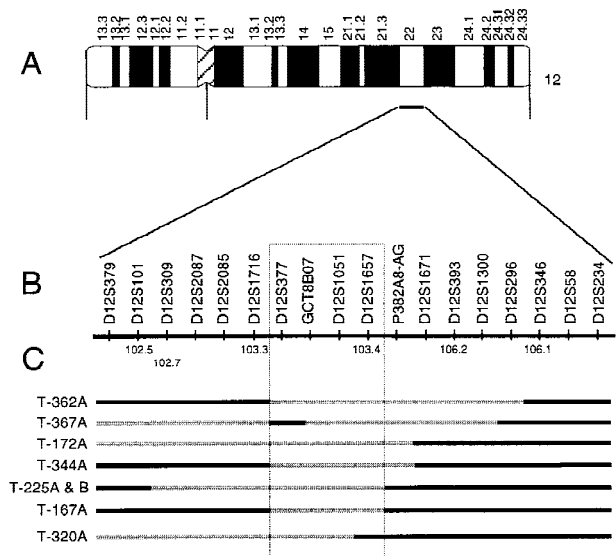 13.3 13.2 13.1 12.3 12.1 12.2 11.2 11.1 11 12 13.1 13.2 13.3 14 15 21.1 21.2 21.3 22 23 24.1 24.2 24.31 24.32 24.33
A
12
B
D12S379 D12S101 D12S309 D12S2087 D12S2085 D12S1716 D12S377 GCT8B07 D12S1051 D12S1657 P382A8-AG D12S1671 D12S393 D12S1300 D12S296 D12S346 D12S58 D12S234
102.5 103.3 103.4 106.2 106.1
102.7
C
T-362A
T-367A
T-172A
T-344A
T-225A & B
T-167A
T-320A